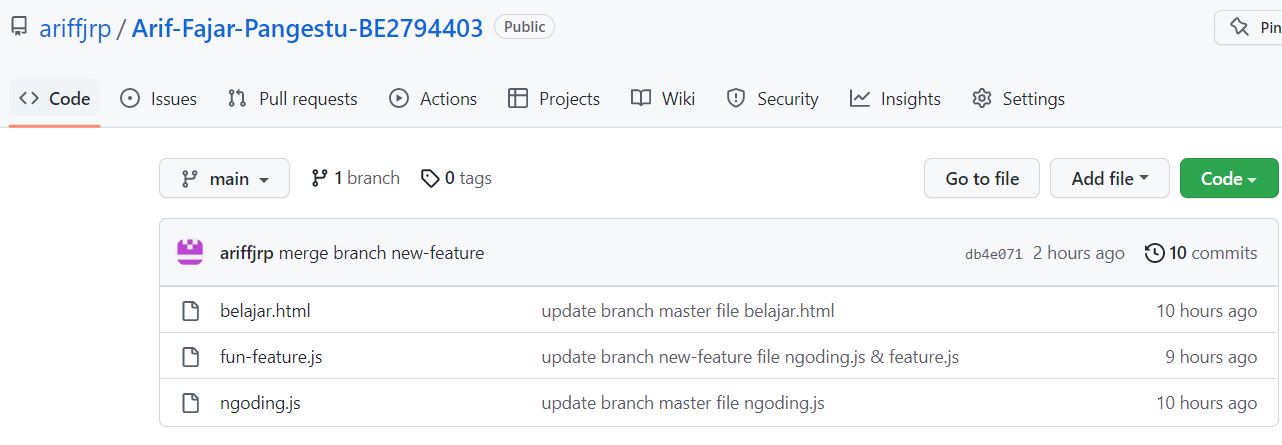 ariffjrp / Arif-Fajar-Pangestu-BE2794403 Public Pin
Code Issues Pull requests Actions Projects Wiki Security Insights Settings
main 1 branch 0 tags Go to file Add file Code
ariffjrp merge branch new-feature db4e071 2 hours ago 10 commits
belajar.html update branch master file belajar.html 10 hours ago
fun-feature.js update branch new-feature file ngoding.js & feature.js 9 hours ago
ngoding.js update branch master file ngoding.js 10 hours ago